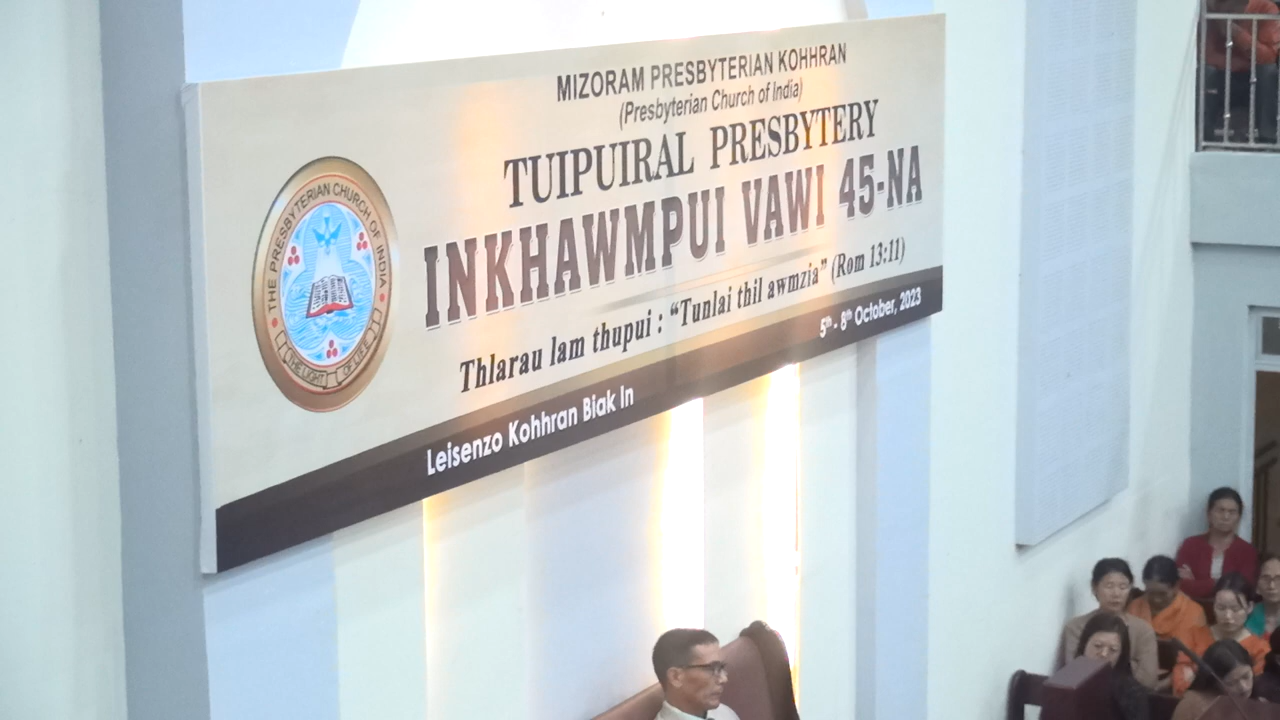 MIZORAM PRESBYTERIAN KOHHRAN
(Presbyterian Church of India)
TUIPUIRAL PRESBYTERY
INKHAWMPUI VAWI 45-NA
Thlarau lam thupui : “Tunlai thil awmzia” (Rom 13:11)
5th - 8th October, 2023
Leisenzo Kohhran Biak In
THE PRESBYTERIAN CHURCH OF INDIA
THE LIGHT OF LIFE